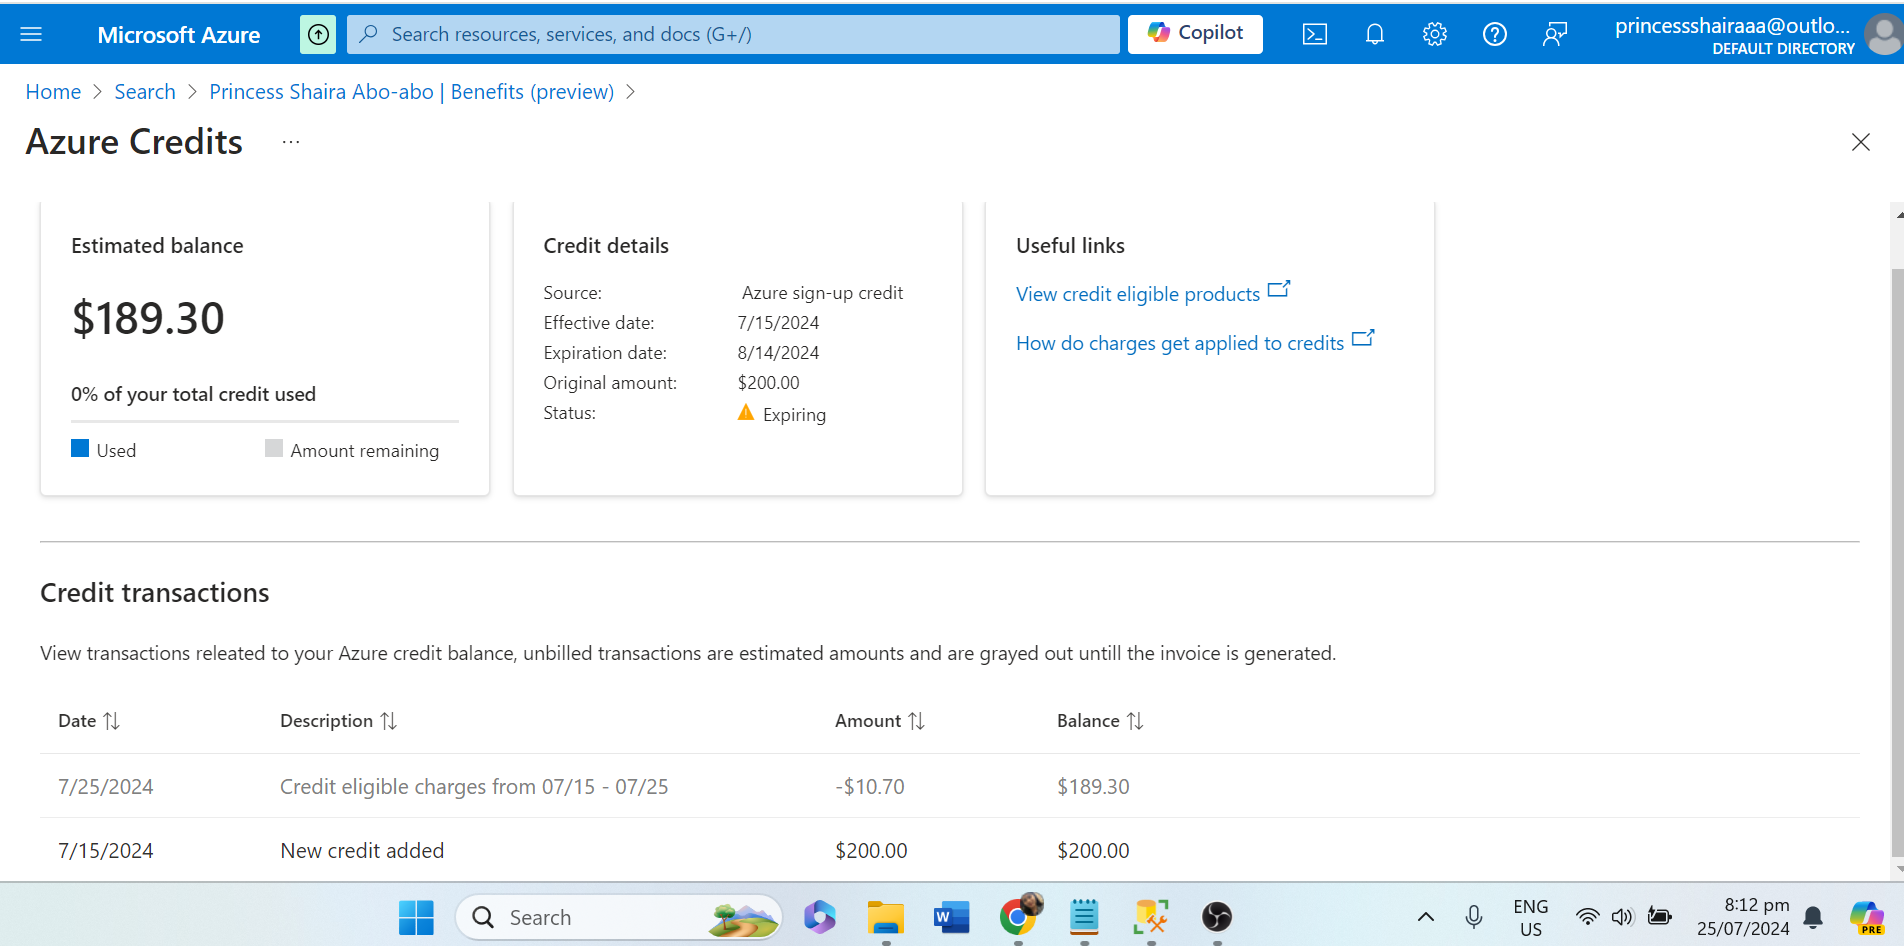 Microsoft Azure
Search resources, services, and docs (G+/)
Copilot
princessshairaaa@outlo...
DEFAULT DIRECTORY
Home > Search > Princess Shaira Abo-abo | Benefits (preview) >
Azure Credits ...
Estimated balance
$189.30
0% of your total credit used
Used
Amount remaining
Credit details
Source: Azure sign-up credit
Effective date: 7/15/2024
Expiration date: 8/14/2024
Original amount: $200.00
Status: Expiring
Useful links
View credit eligible products
How do charges get applied to credits
Credit transactions
View transactions releated to your Azure credit balance, unbilled transactions are estimated amounts and are grayed out untill the invoice is generated.
Date Description Amount Balance
7/25/2024 Credit eligible charges from 07/15 - 07/25 -$10.70 $189.30
7/15/2024 New credit added $200.00 $200.00
Search
W
ENG
US
8:12 pm
25/07/2024
PRE